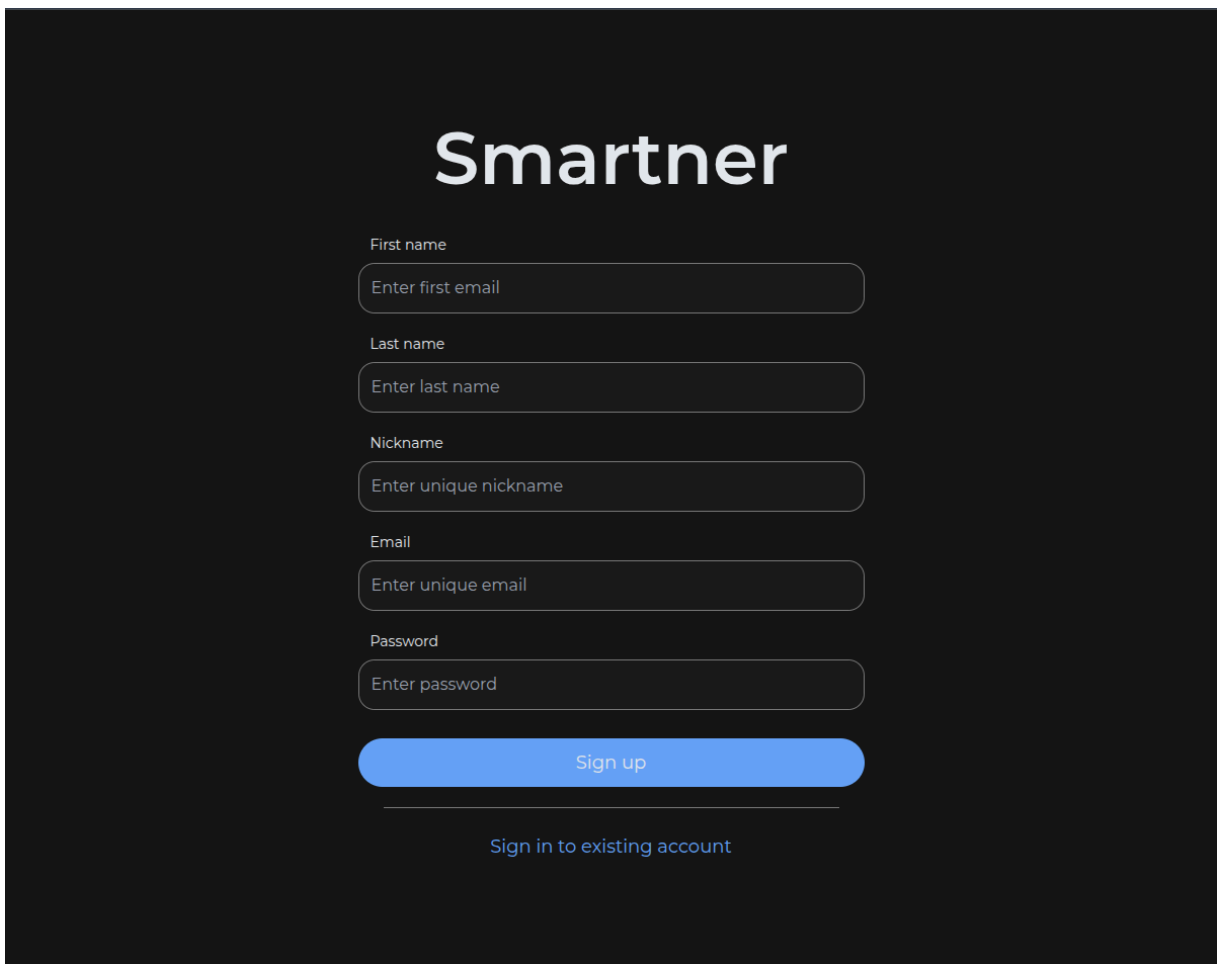 Smartner
First name
Enter first email
Last name
Enter last name
Nickname
Enter unique nickname
Email
Enter unique email
Password
Enter password
Sign up
Sign in to existing account